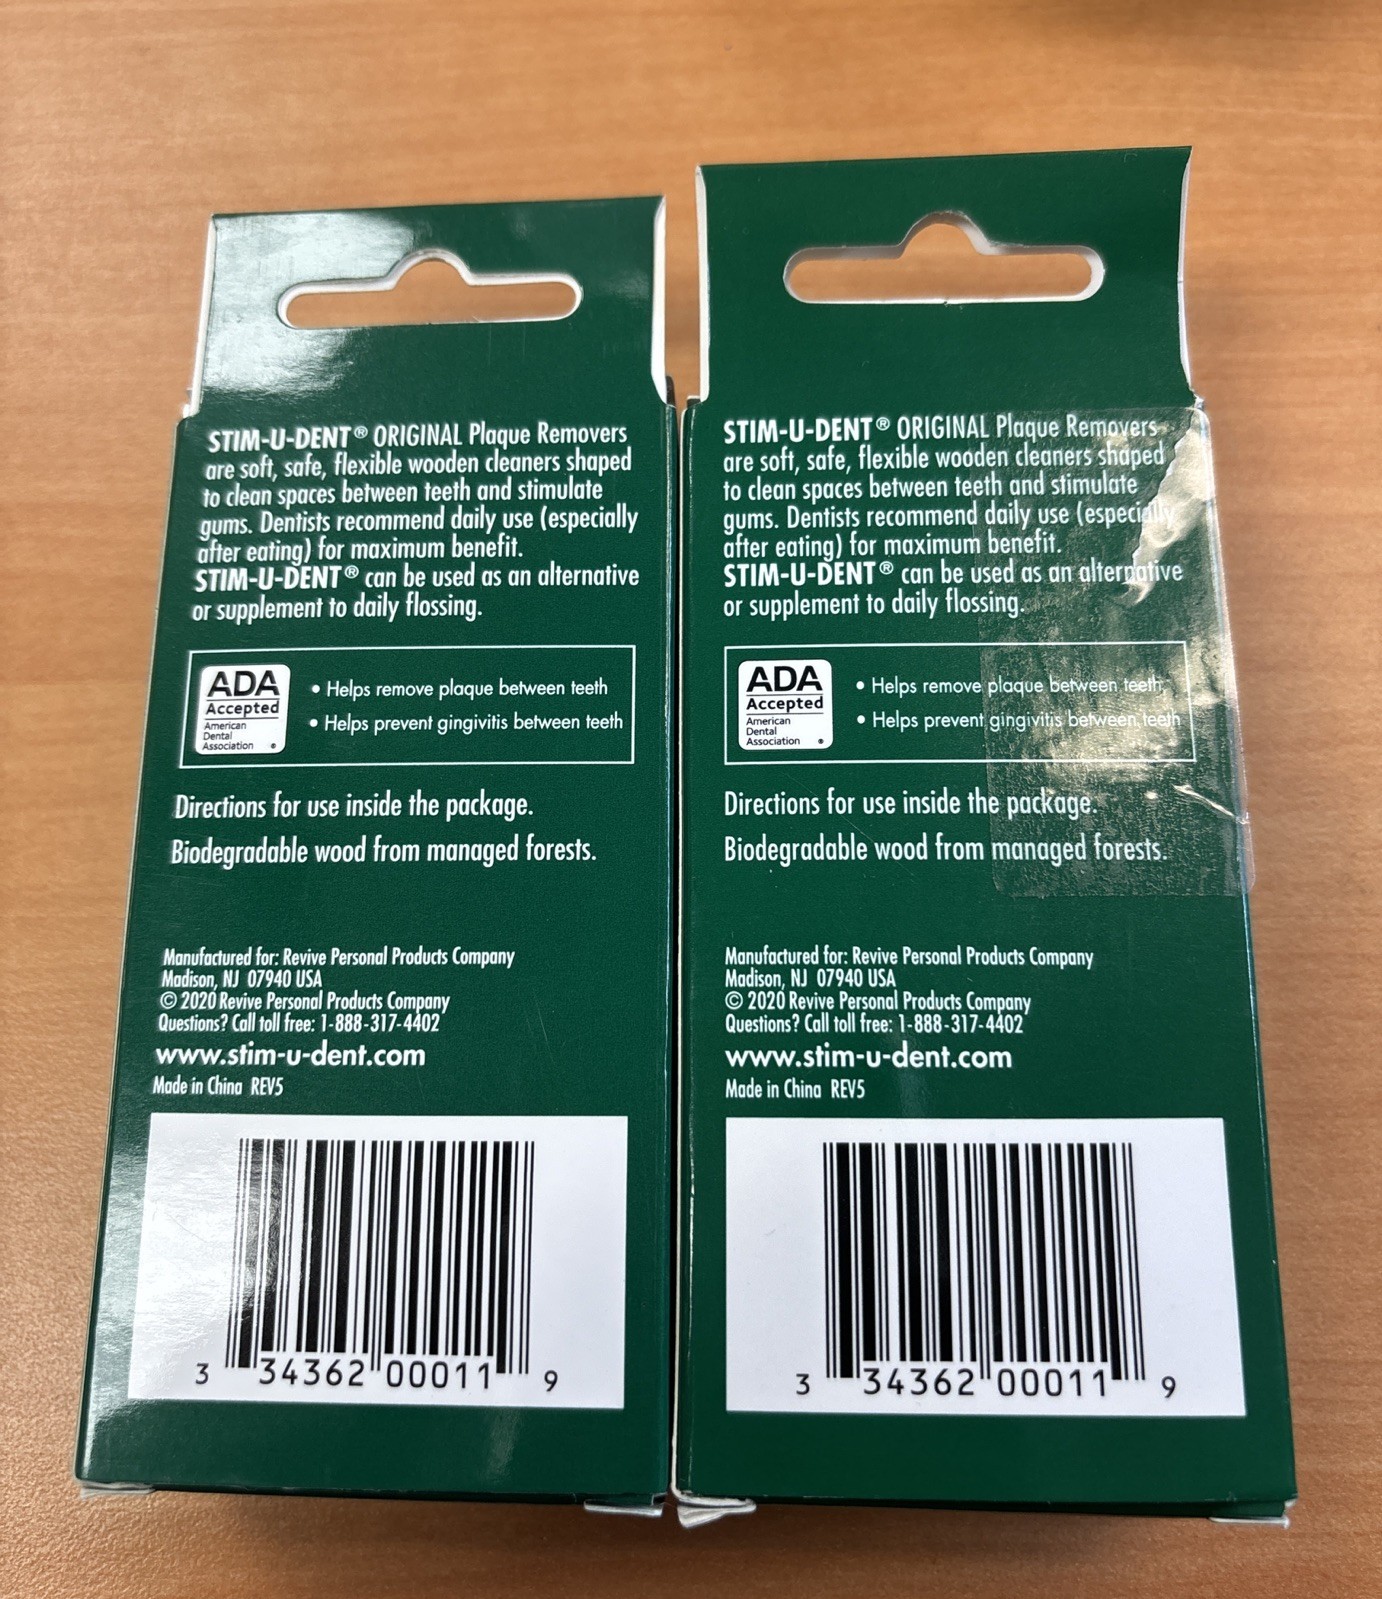 STIM-U-DENT® ORIGINAL Plaque Removers
are soft, safe, flexible wooden cleaners shaped
to clean spaces between teeth and stimulate
gums. Dentists recommend daily use (especially
after eating) for maximum benefit.
STIM-U-DENT® can be used as an alternative
or supplement to daily flossing.
ADA
Accepted
American
Dental
Association ®
• Helps remove plaque between teeth
• Helps prevent gingivitis between teeth
Directions for use inside the package.
Biodegradable wood from managed forests.
Manufactured for: Revive Personal Products Company
Madison, NJ 07940 USA
© 2020 Revive Personal Products Company
Questions? Call toll free: 1-888-317-4402
www.stim-u-dent.com
Made in China REV5
3 34362 00011 9
STIM-U-DENT® ORIGINAL Plaque Removers
are soft, safe, flexible wooden cleaners shaped
to clean spaces between teeth and stimulate
gums. Dentists recommend daily use (especially
after eating) for maximum benefit.
STIM-U-DENT® can be used as an alternative
or supplement to daily flossing.
ADA
Accepted
American
Dental
Association ®
• Helps remove plaque between teeth
• Helps prevent gingivitis between teeth
Directions for use inside the package.
Biodegradable wood from managed forests.
Manufactured for: Revive Personal Products Company
Madison, NJ 07940 USA
© 2020 Revive Personal Products Company
Questions? Call toll free: 1-888-317-4402
www.stim-u-dent.com
Made in China REV5
3 34362 00011 9